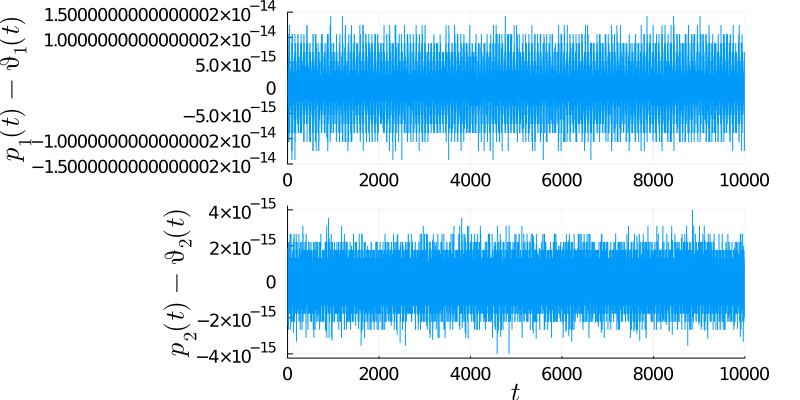 1.5000000000000002×10⁻¹⁴
1.0000000000000002×10⁻¹⁴
5.0×10⁻¹⁵
0
−5.0×10⁻¹⁵
−1.0000000000000002×10⁻¹⁴
−1.5000000000000002×10⁻¹⁴
p₁(t) − ϑ₁(t)
0 2000 4000 6000 8000 10000
4×10⁻¹⁵
2×10⁻¹⁵
0
−2×10⁻¹⁵
−4×10⁻¹⁵
p₂(t) − ϑ₂(t)
0 2000 4000 6000 8000 10000
t